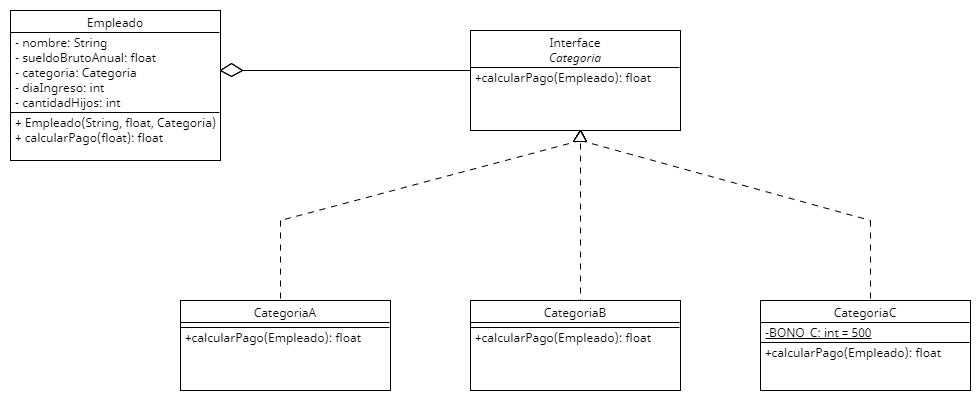 Empleado
- nombre: String
- sueldoBrutoAnual: float
- categoria: Categoria
- diaIngreso: int
- cantidadHijos: int
+ Empleado(String, float, Categoria)
+ calcularPago(float): float
Interface
Categoria
+calcularPago(Empleado): float
CategoriaA
+calcularPago(Empleado): float
CategoriaB
+calcularPago(Empleado): float
CategoriaC
-BONO_C: int = 500
+calcularPago(Empleado): float